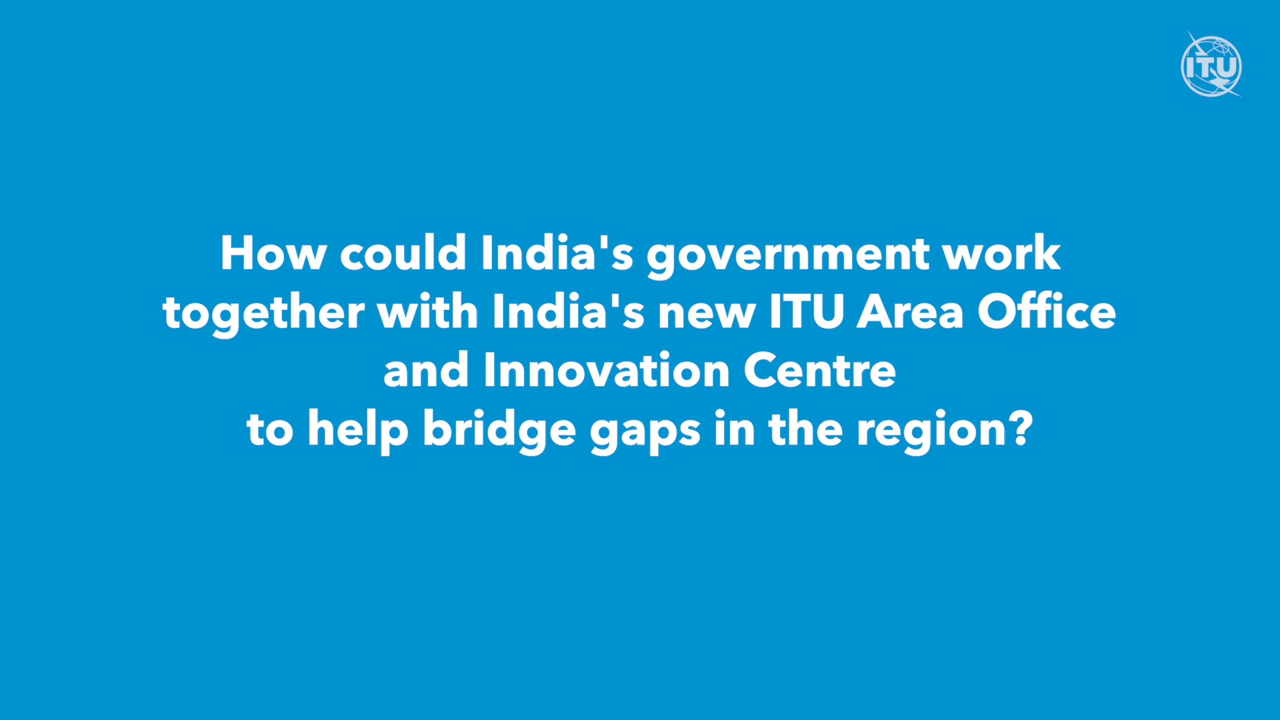 ITU
How could India's government work
together with India's new ITU Area Office
and Innovation Centre
to help bridge gaps in the region?